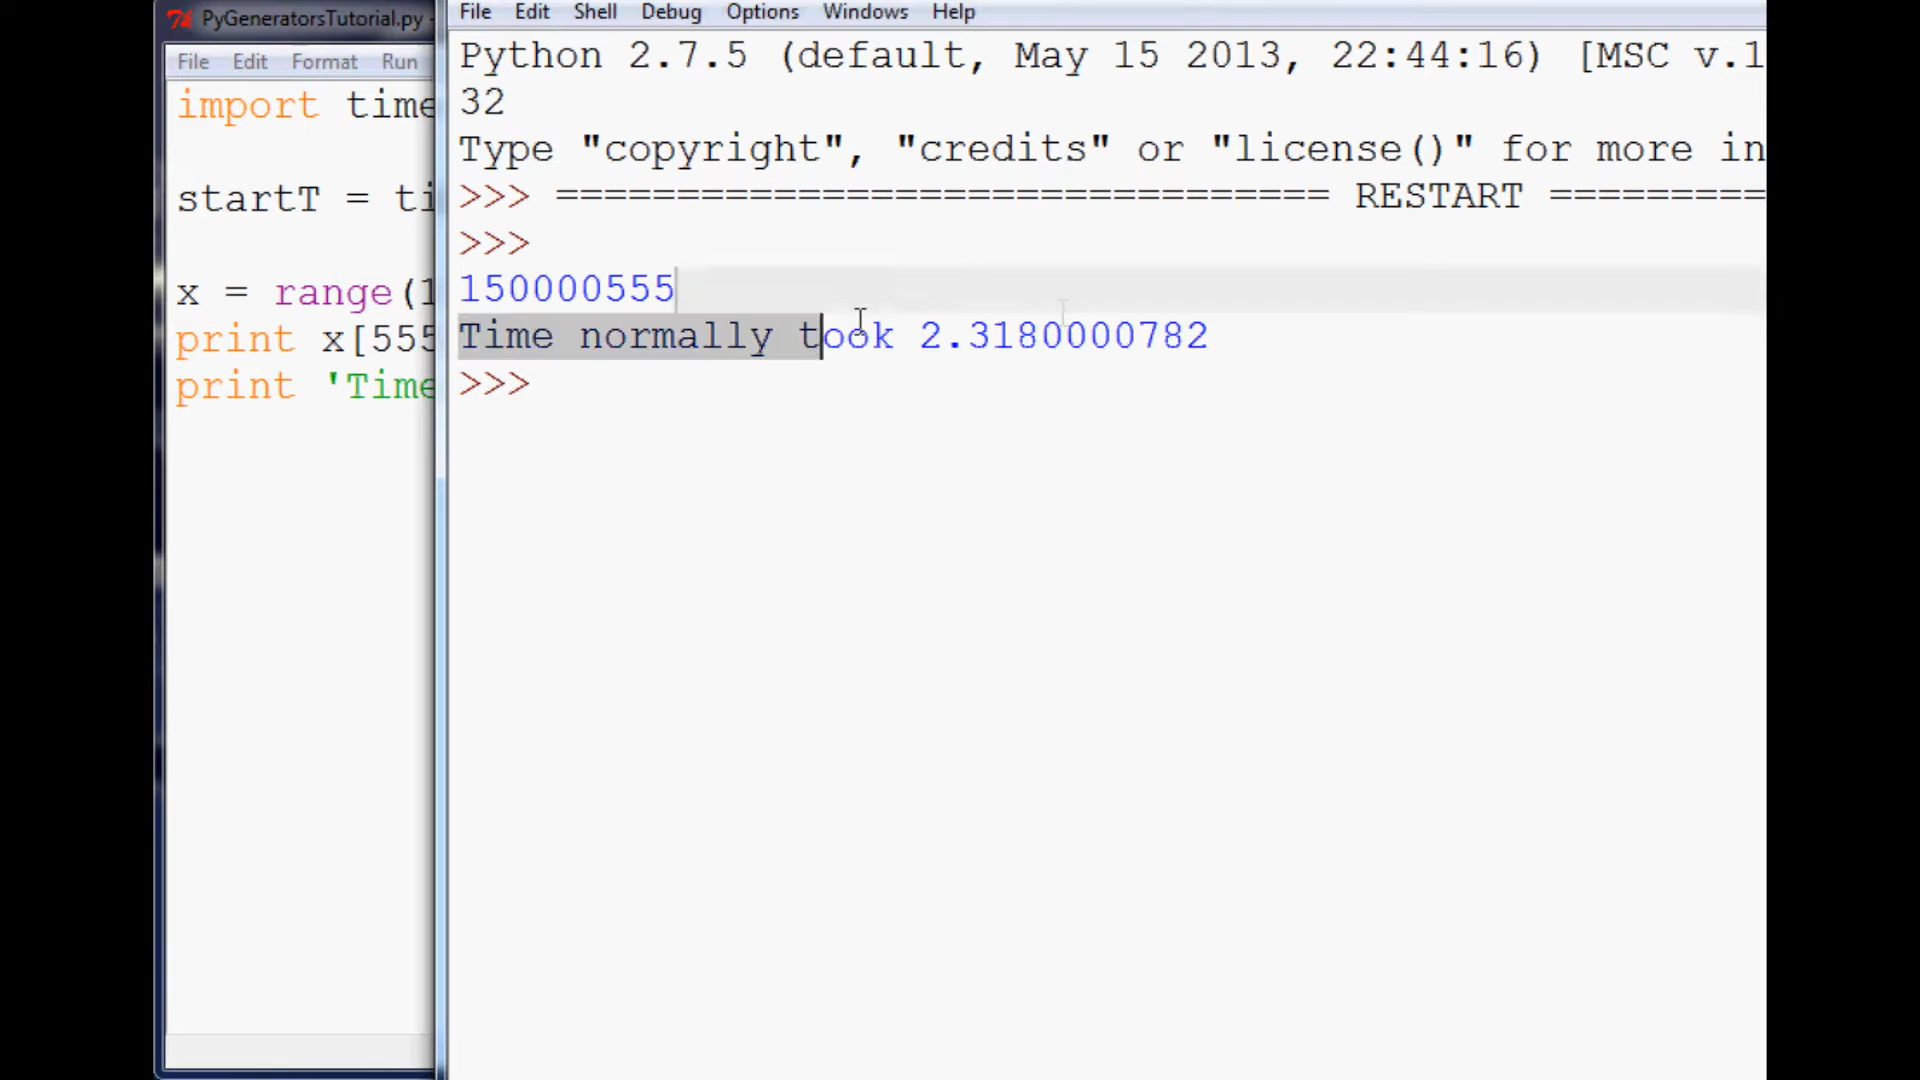 PyGeneratorsTutorial.py -
File Edit Format Run
import time
startT = ti
x = range(1
print x[555
print 'Time
File Edit Shell Debug Options Windows Help
Python 2.7.5 (default, May 15 2013, 22:44:16) [MSC v.1
32
Type "copyright", "credits" or "license()" for more in
>>> ================================ RESTART =========
>>>
150000555
Time normally took 2.3180000782
>>>